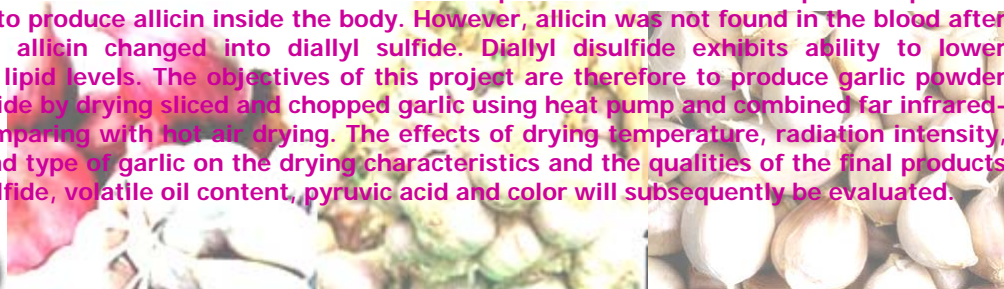 to produce allicin inside the body. However, allicin was not found in the blood after
allicin changed into diallyl sulfide. Diallyl disulfide exhibits ability to lower
lipid levels. The objectives of this project are therefore to produce garlic powder
ide by drying sliced and chopped garlic using heat pump and combined far infrared-
mparing with hot air drying. The effects of drying temperature, radiation intensity,
nd type of garlic on the drying characteristics and the qualities of the final products
lfide, volatile oil content, pyruvic acid and color will subsequently be evaluated.